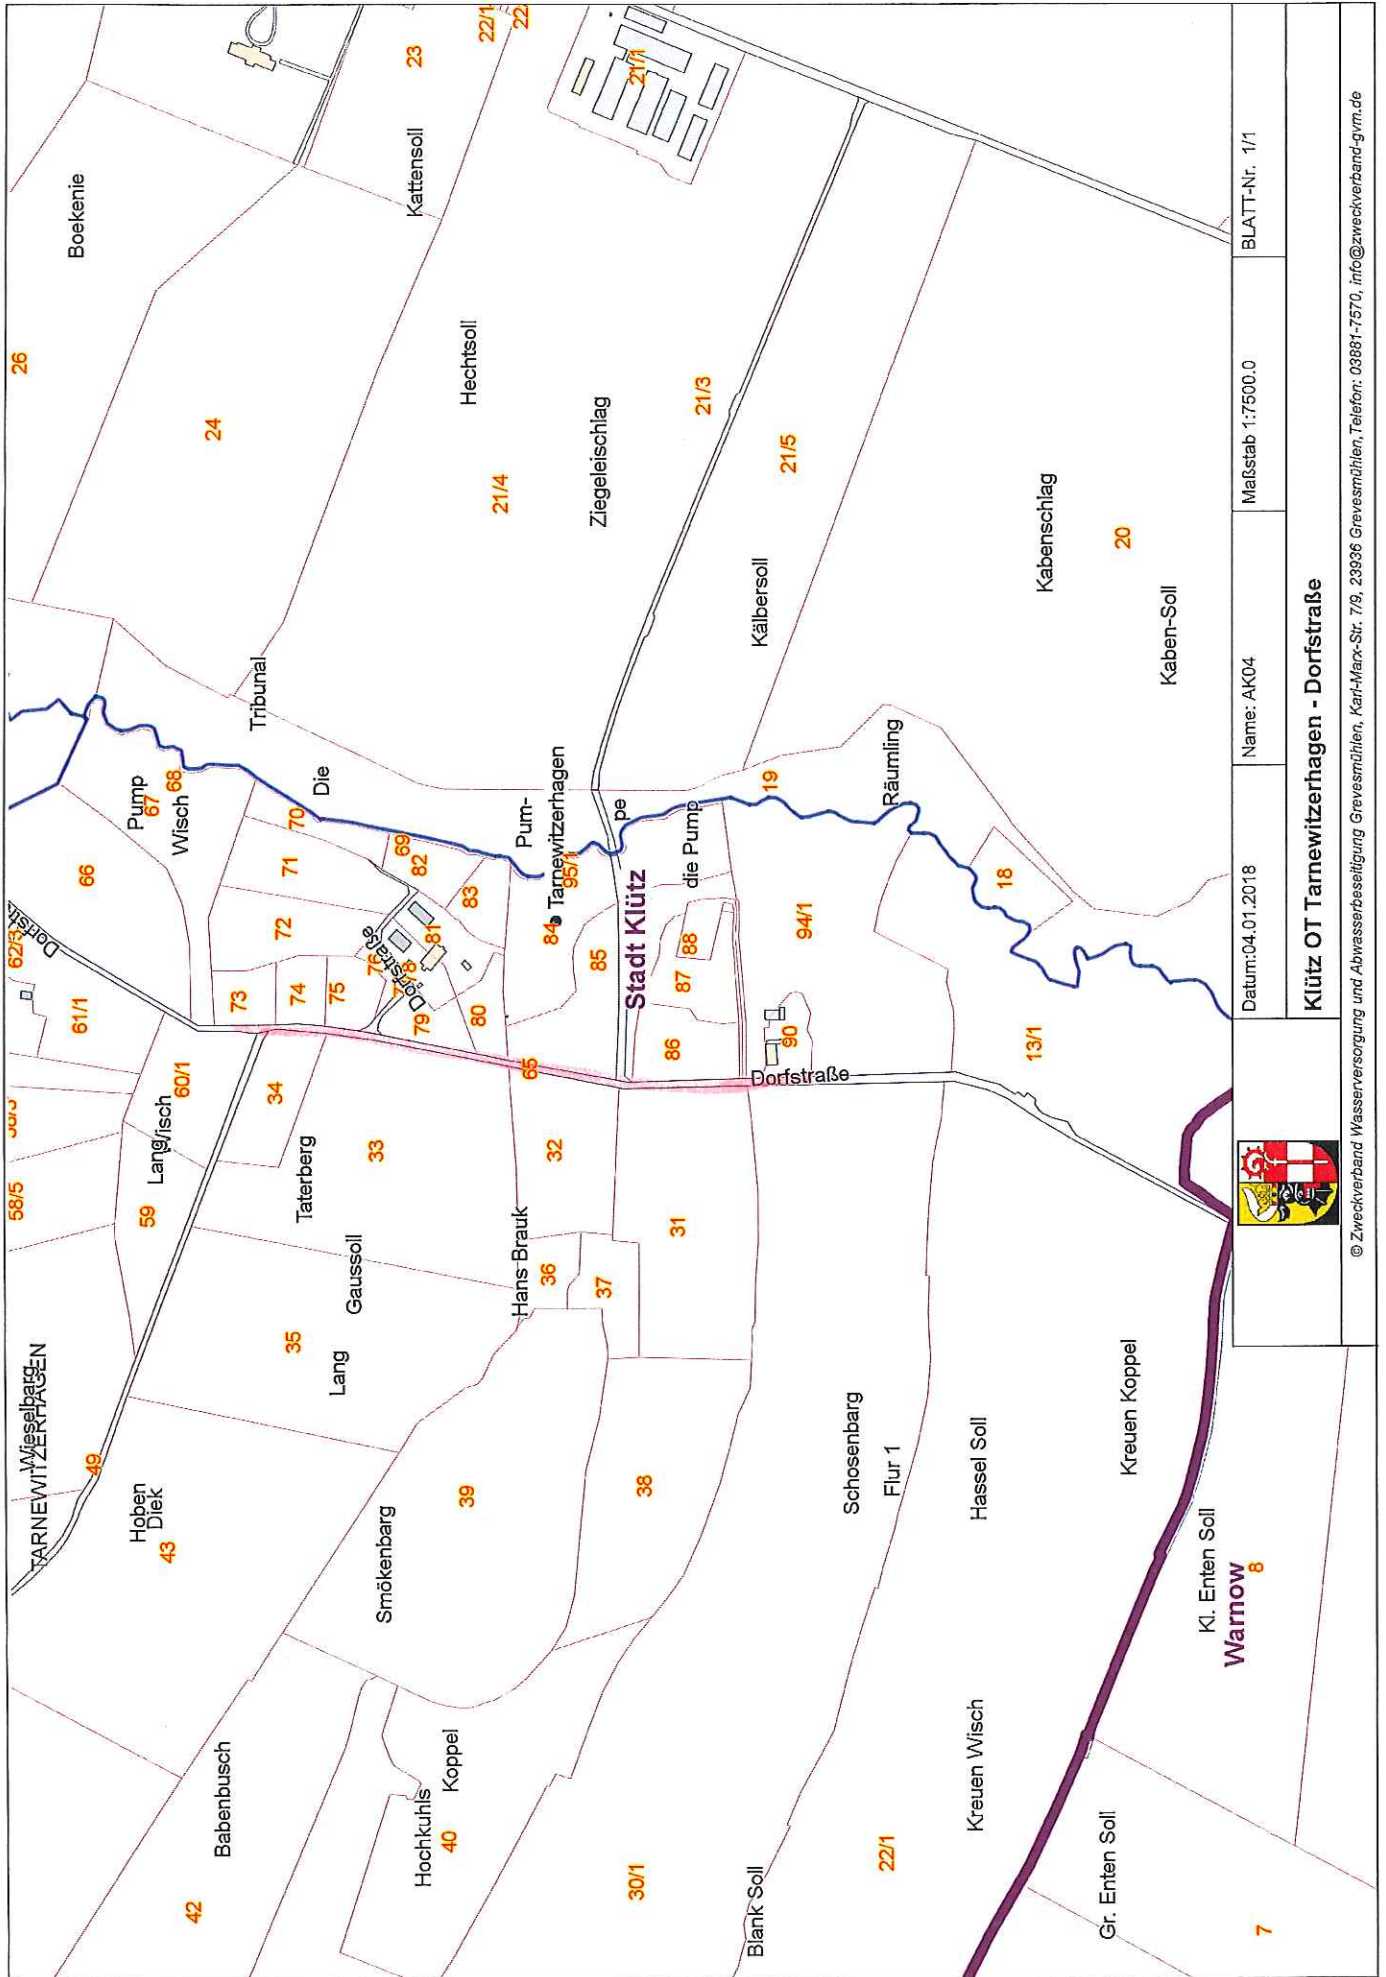 26
Boekenie
24
23
22/1
22
Kattensoll
21/1
Hechtsoll
21/4
Ziegeleischlag
21/3
21/5
Kälbersoll
Kabenschlag
20
Kaben-Soll
Tribunal
Die
Pum-
pe
Pump
67
68
Wisch
66
70
71
69
82
83
72
76
81
78
Dorfstraße
Dorfstraße
79
80
73
74
75
84
Tarnewitzerhagen
95/1
85
Stadt Klütz
die Pump
88
87
86
19
Räumling
18
94/1
90
Dorfstraße
13/1
62/3
61/1
60/1
Lang
Wisch
59
58/5
34
33
Taterberg
65
32
31
Hans-Brauk
36
37
Gaussoll
35
Lang
Wieselbarg
TARNEWITZERHAGEN
49
Hoben
Diek
43
39
Smökenbarg
38
Schosenbarg
Flur 1
Hassel Soll
Kreuen Koppel
Kl. Enten Soll
Warnow
8
Babenbusch
42
Hochkuhls
Koppel
40
30/1
Blank Soll
22/1
Kreuen Wisch
Gr. Enten Soll
7
Datum:04.01.2018
Name: AK04
Maßstab 1:7500.0
BLATT-Nr. 1/1
Klütz OT Tarnewitzerhagen - Dorfstraße
© Zweckverband Wasserversorgung und Abwasserbeseitigung Grevesmühlen, Karl-Marx-Str. 7/9, 23936 Grevesmühlen,Telefon: 03881-7570, info@zweckverband-gvm.de